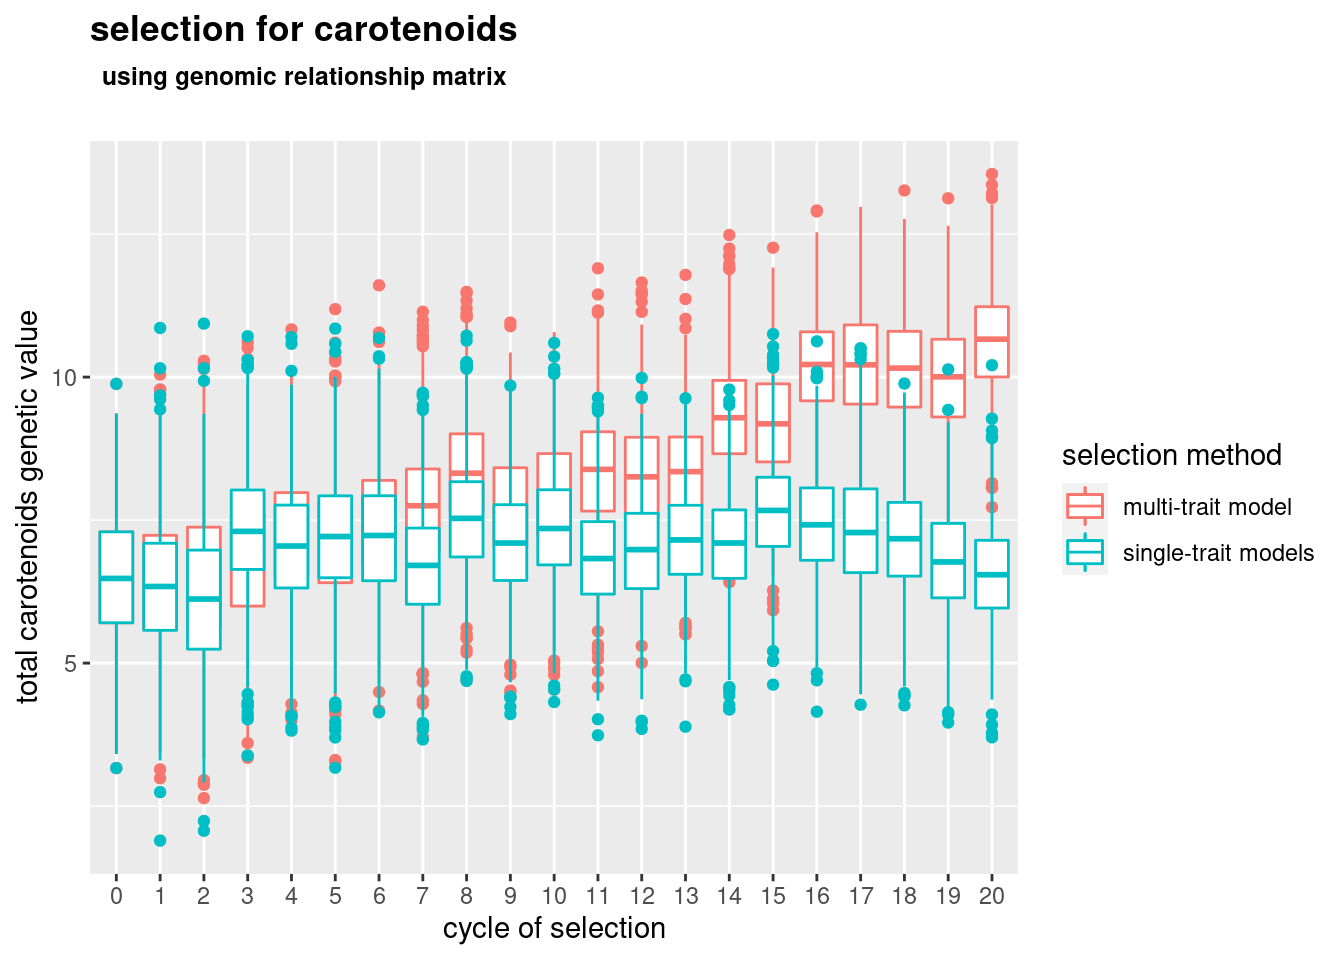 selection for carotenoids
using genomic relationship matrix
total carotenoids genetic value
10
5
0 1 2 3 4 5 6 7 8 9 10 11 12 13 14 15 16 17 18 19 20
cycle of selection
selection method
multi-trait model
single-trait models